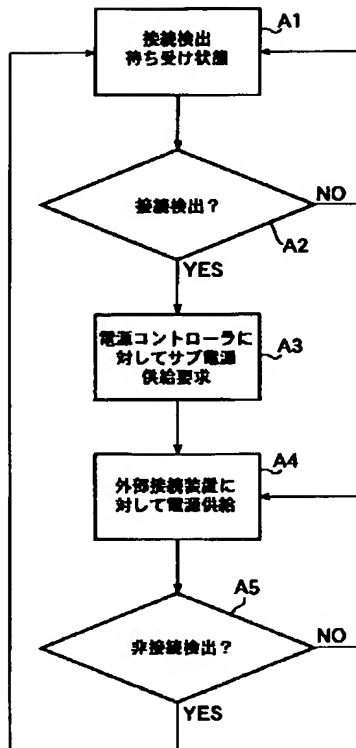 A1
接続検出
待ち受け状態
接続検出？
NO
A2
YES
電源コントローラに
対してサブ電源
供給要求
A3
A4
外部接続装置に
対して電源供給
A5
非接続検出？
NO
YES